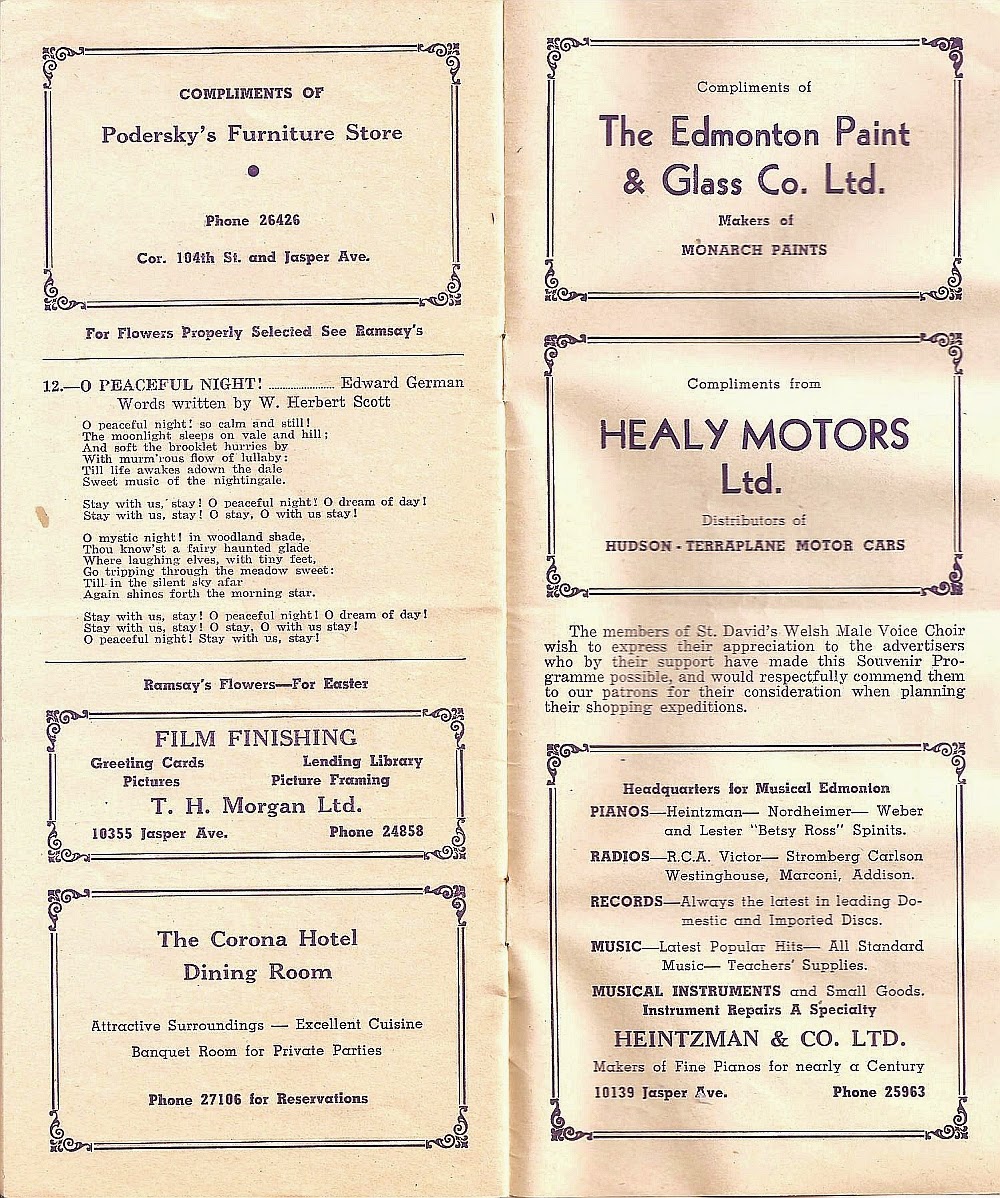 COMPLIMENTS OF
Podersky's Furniture Store
Phone 26426
Cor. 104th St. and Jasper Ave.
For Flowers Properly Selected See Ramsay's
12.—O PEACEFUL NIGHT! ..................... Edward German
Words written by W. Herbert Scott
O peaceful night! so calm and still!
The moonlight sleeps on vale and hill;
And soft the brooklet hurries by
With murm'rous flow of lullaby:
Till life awakes adown the dale
Sweet music of the nightingale.
Stay with us, stay! O peaceful night! O dream of day!
Stay with us, stay! O stay, O with us stay!
O mystic night! in woodland shade,
Thou know'st a fairy haunted glade
Where laughing elves, with tiny feet,
Go tripping through the meadow sweet:
Till in the silent sky afar
Again shines forth the morning star.
Stay with us, stay! O peaceful night! O dream of day!
Stay with us, stay! O stay, O with us stay!
O peaceful night! Stay with us, stay!
Ramsay's Flowers—For Easter
FILM FINISHING
Greeting Cards Lending Library
Pictures Picture Framing
T. H. Morgan Ltd.
10355 Jasper Ave. Phone 24858
The Corona Hotel
Dining Room
Attractive Surroundings — Excellent Cuisine
Banquet Room for Private Parties
Phone 27106 for Reservations
Compliments of
The Edmonton Paint
& Glass Co. Ltd.
Makers of
MONARCH PAINTS
Compliments from
HEALY MOTORS
Ltd.
Distributors of
HUDSON - TERRAPLANE MOTOR CARS
The members of St. David's Welsh Male Voice Choir
wish to express their appreciation to the advertisers
who by their support have made this Souvenir Pro-
gramme possible, and would respectfully commend them
to our patrons for their consideration when planning
their shopping expeditions.
Headquarters for Musical Edmonton
PIANOS—Heintzman— Nordheimer— Weber
and Lester "Betsy Ross" Spinits.
RADIOS—R.C.A. Victor— Stromberg Carlson
Westinghouse, Marconi, Addison.
RECORDS—Always the latest in leading Do-
mestic and Imported Discs.
MUSIC—Latest Popular Hits— All Standard
Music— Teachers' Supplies.
MUSICAL INSTRUMENTS and Small Goods.
Instrument Repairs A Specialty
HEINTZMAN & CO. LTD.
Makers of Fine Pianos for nearly a Century
10139 Jasper Ave. Phone 25963